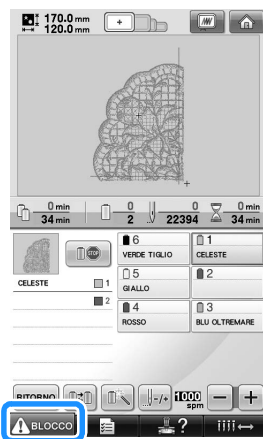 170.0 mm
120.0 mm
0 min
34 min
0
2
0
22394
0 min
34 min
CELESTE
1
2
6
VERDE TIGLIO
1
CELESTE
5
GIALLO
2
4
ROSSO
3
BLU OLTREMARE
RITORNO
-/+
1000
spm
- +
BLOCCO
?